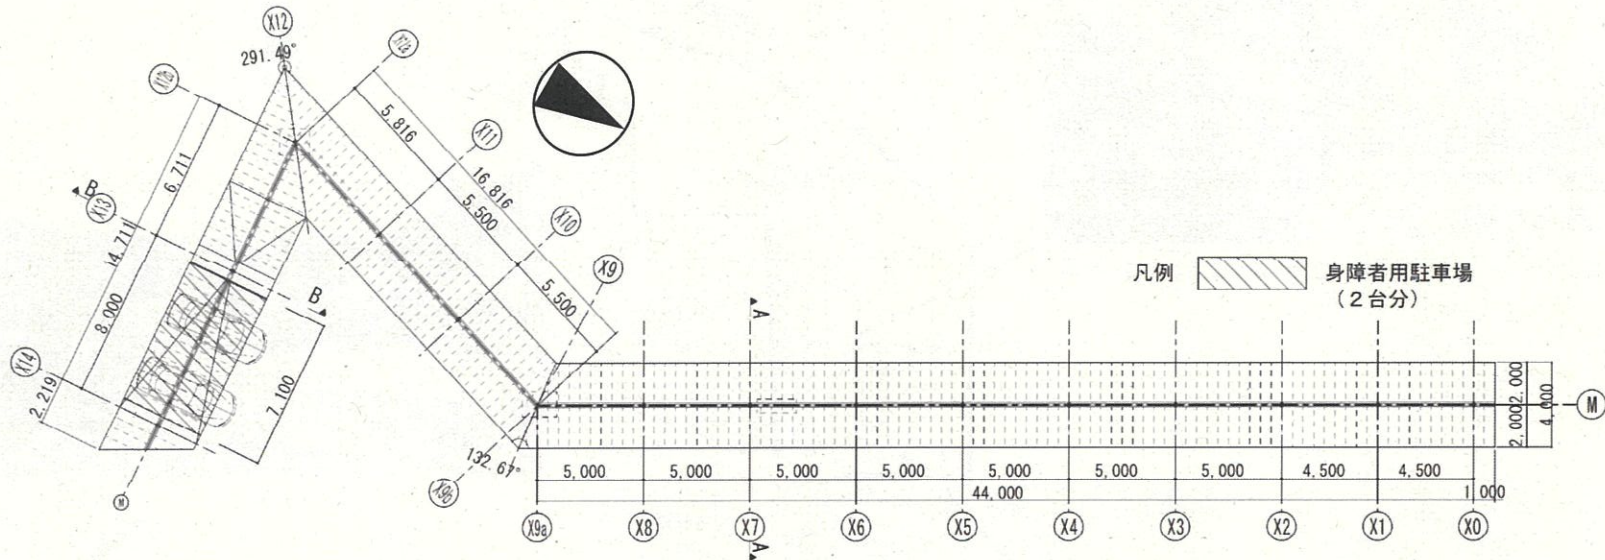 X12
291.49°
X12a
X12b
5,816
X11
16,816
5,500
X10
5,500
X9
6,711
B
X13
14,711
8,000
B
X14
2,219
7,100
M
凡例
身障者用駐車場
(2台分)
A
2,000
2,000
4,000
M
132.67°
X9b
5,000
5,000
5,000
5,000
5,000
5,000
5,000
4,500
4,500
44,000
1,000
X9a
X8
X7
X6
X5
X4
X3
X2
X1
X0
A